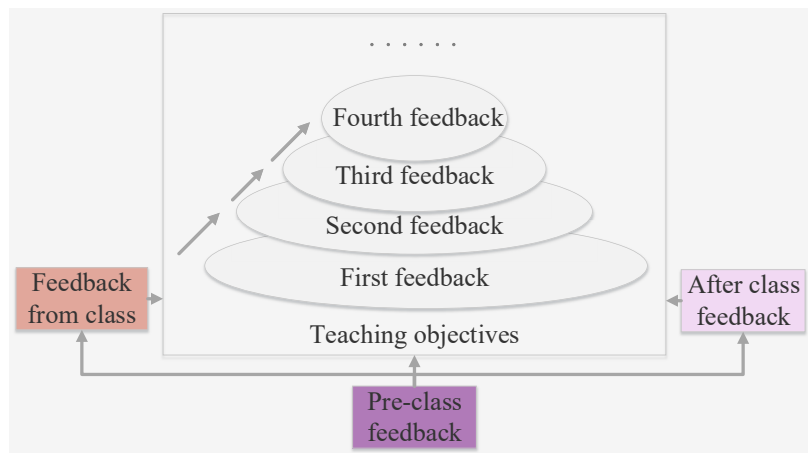 . . . . . .
Fourth feedback
Third feedback
Second feedback
First feedback
Feedback
from class
After class
feedback
Teaching objectives
Pre-class
feedback